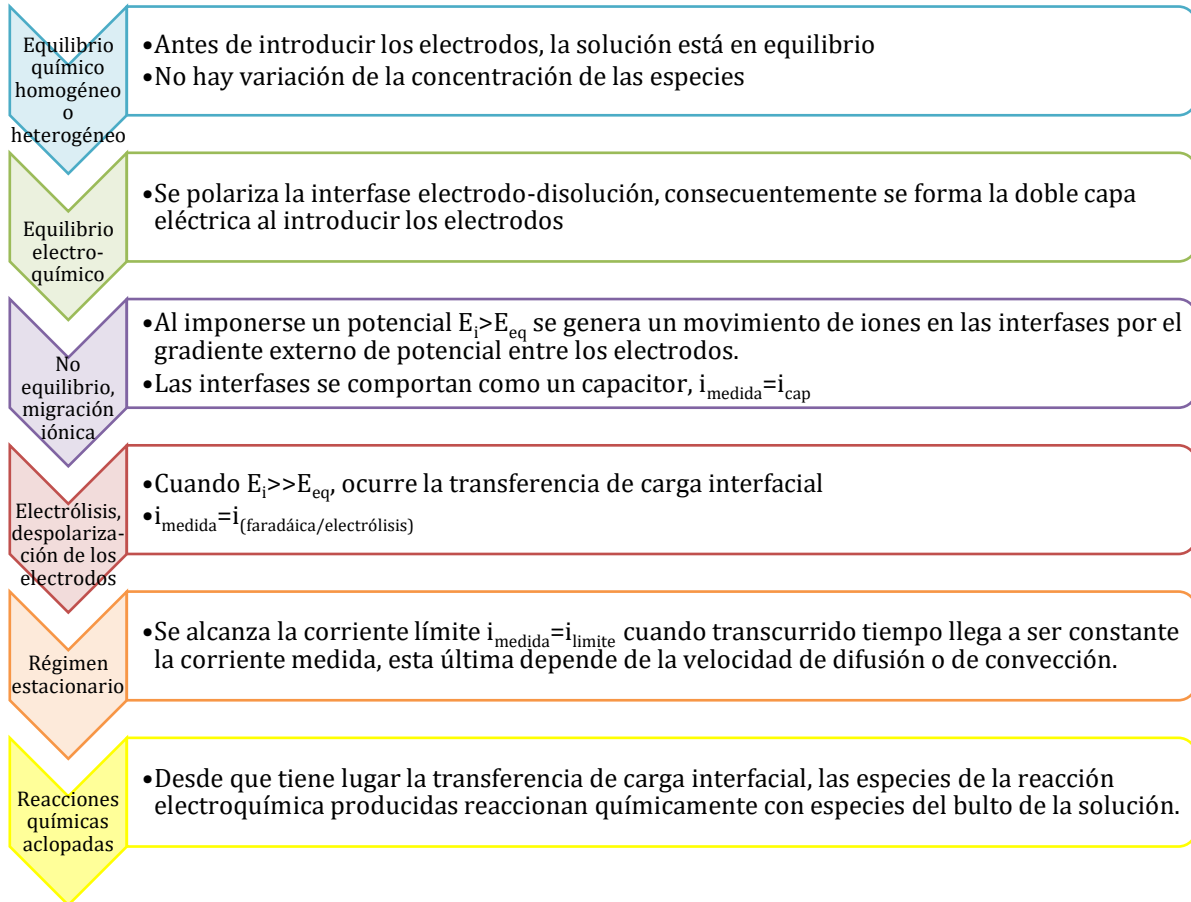 Equilibrio
químico
homogéneo
o
heterogéneo
•Antes de introducir los electrodos, la solución está en equilibrio
•No hay variación de la concentración de las especies
Equilibrio
electro-
químico
•Se polariza la interfase electrodo-disolución, consecuentemente se forma la doble capa
eléctrica al introducir los electrodos
No
equilibrio,
migración
iónica
•Al imponerse un potencial Ei>Eeq se genera un movimiento de iones en las interfases por el
gradiente externo de potencial entre los electrodos.
•Las interfases se comportan como un capacitor, imedida=icap
Electrólisis,
despolariza-
ción de los
electrodos
•Cuando Ei>>Eeq, ocurre la transferencia de carga interfacial
•imedida=i(faradáica/electrólisis)
Régimen
estacionario
•Se alcanza la corriente límite imedida=ilimite cuando transcurrido tiempo llega a ser constante
la corriente medida, esta última depende de la velocidad de difusión o de convección.
Reacciones
químicas
aclopadas
•Desde que tiene lugar la transferencia de carga interfacial, las especies de la reacción
electroquímica producidas reaccionan químicamente con especies del bulto de la solución.